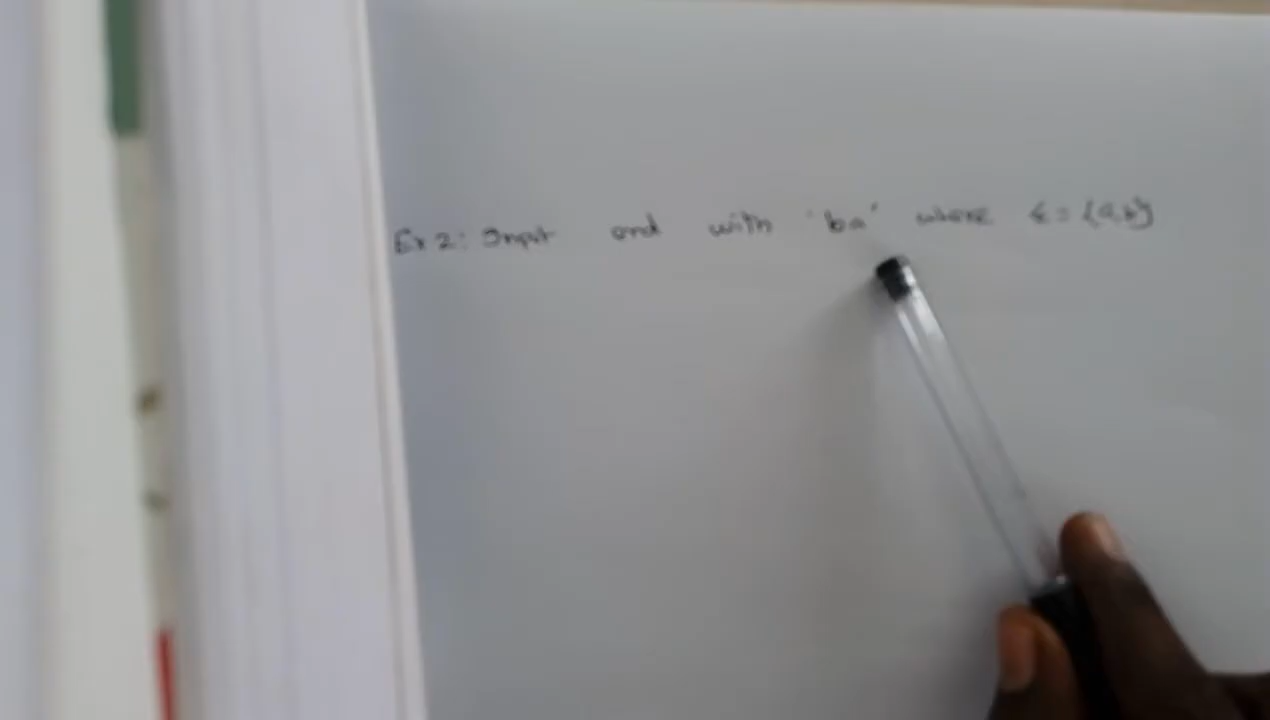 Ex 2: Input end with 'ba' where Σ = {a,b}